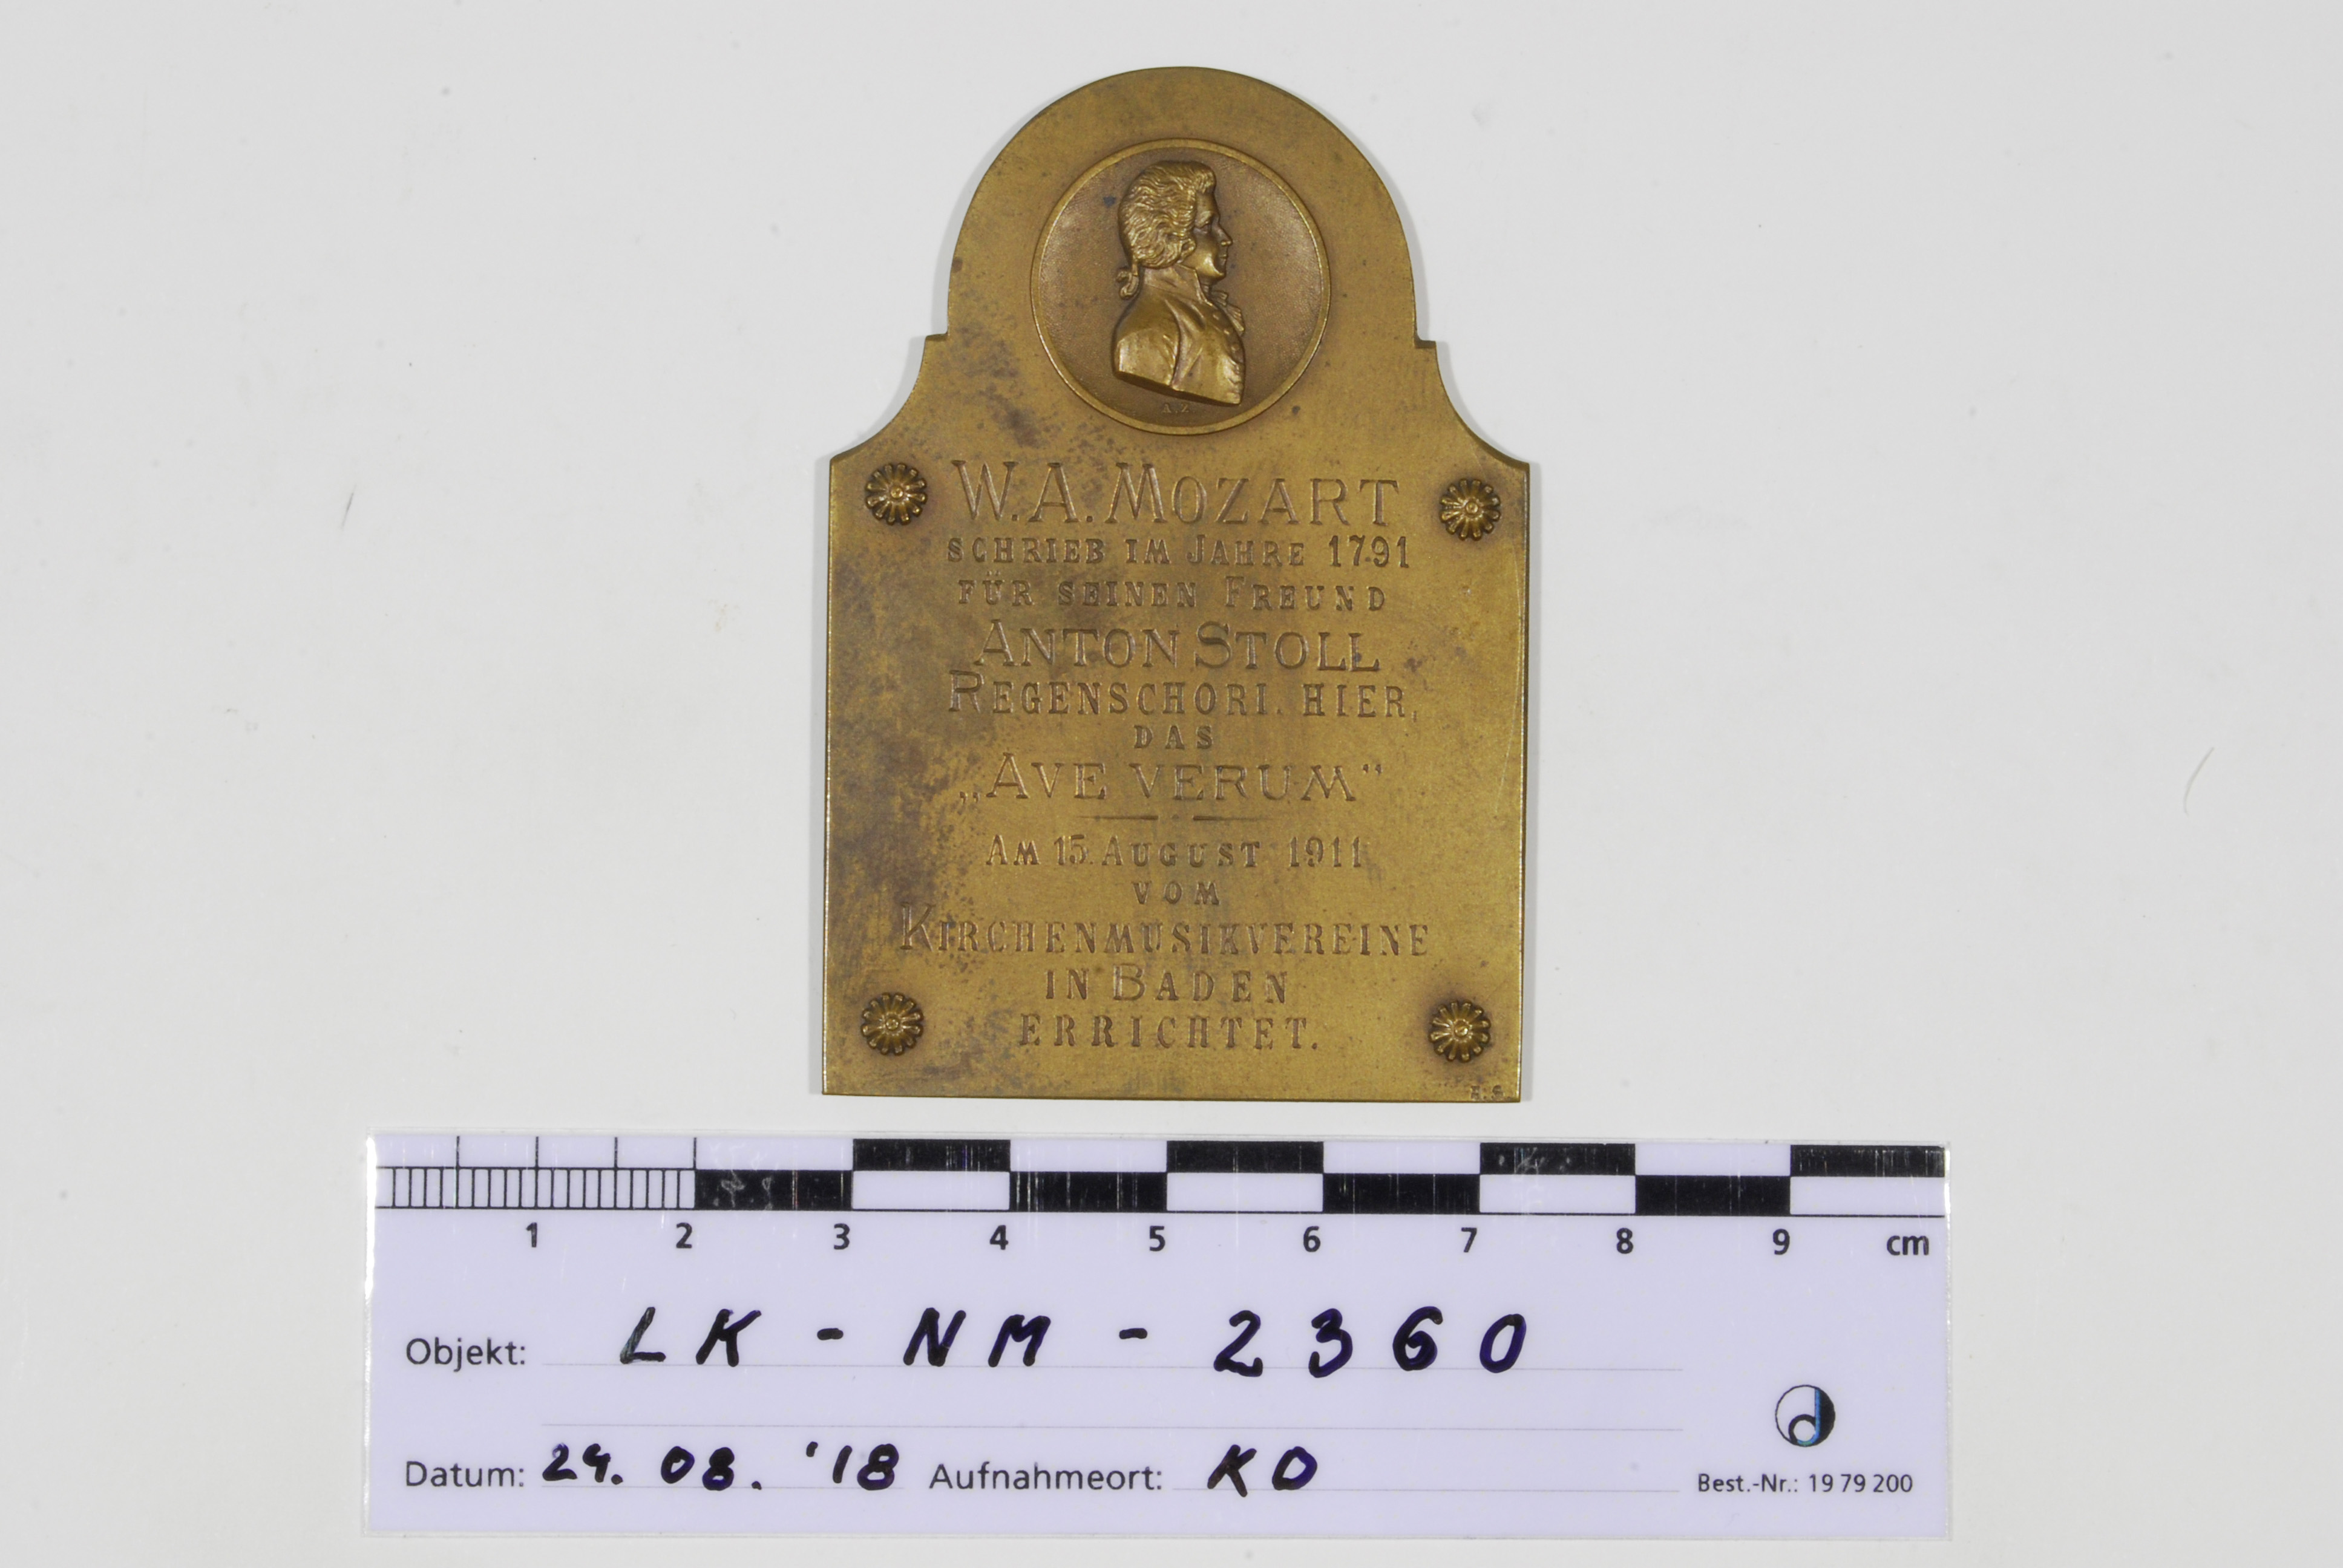 A.Z.
W. A. MOZART
SCHRIEB IM JAHRE 1791
FÜR SEINEN FREUND
ANTON STOLL
REGENSCHORI. HIER,
DAS
„AVE VERUM“
AM 15. AUGUST 1911
VOM
KIRCHENMUSIKVEREINE
IN BADEN
ERRICHTET.
1 2 3 4 5 6 7 8 9 cm
Objekt: LK - NM - 2360
Datum: 24. 08. '18 Aufnahmeort: KO
Best.-Nr.: 19 79 200